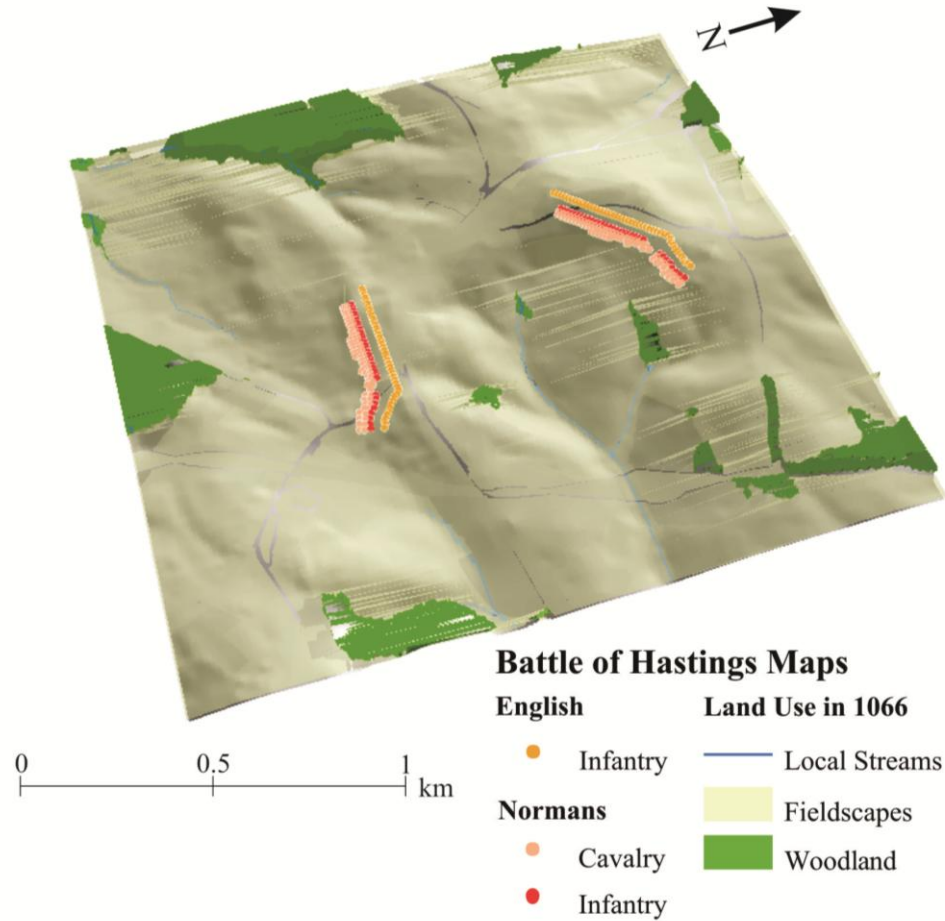 N
0 0.5 1 km
Battle of Hastings Maps
English
Infantry
Normans
Cavalry
Infantry
Land Use in 1066
Local Streams
Fieldscapes
Woodland